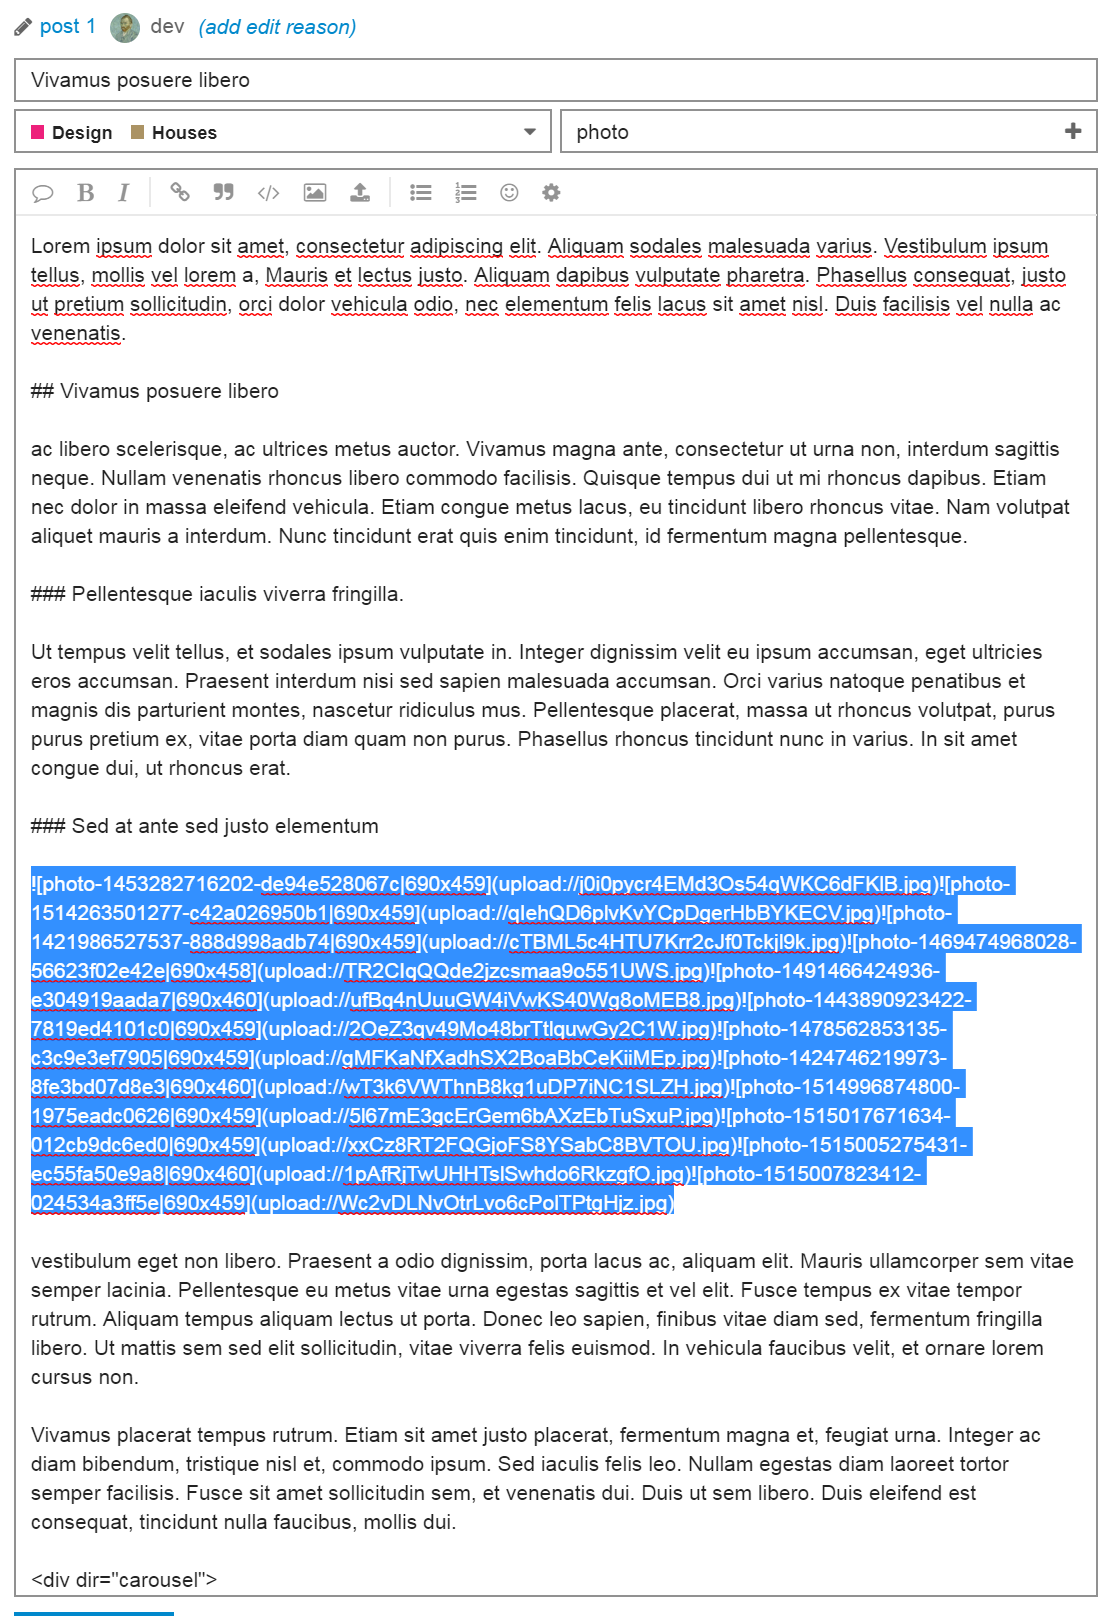 post 1 dev (add edit reason)
Vivamus posuere libero
Design Houses photo
B I
Lorem ipsum dolor sit amet, consectetur adipiscing elit. Aliquam sodales malesuada varius. Vestibulum ipsum
tellus, mollis vel lorem a, Mauris et lectus justo. Aliquam dapibus vulputate pharetra. Phasellus consequat, justo
ut pretium sollicitudin, orci dolor vehicula odio, nec elementum felis lacus sit amet nisl. Duis facilisis vel nulla ac
venenatis.
## Vivamus posuere libero
ac libero scelerisque, ac ultrices metus auctor. Vivamus magna ante, consectetur ut urna non, interdum sagittis
neque. Nullam venenatis rhoncus libero commodo facilisis. Quisque tempus dui ut mi rhoncus dapibus. Etiam
nec dolor in massa eleifend vehicula. Etiam congue metus lacus, eu tincidunt libero rhoncus vitae. Nam volutpat
aliquet mauris a interdum. Nunc tincidunt erat quis enim tincidunt, id fermentum magna pellentesque.
### Pellentesque iaculis viverra fringilla.
Ut tempus velit tellus, et sodales ipsum vulputate in. Integer dignissim velit eu ipsum accumsan, eget ultricies
eros accumsan. Praesent interdum nisi sed sapien malesuada accumsan. Orci varius natoque penatibus et
magnis dis parturient montes, nascetur ridiculus mus. Pellentesque placerat, massa ut rhoncus volutpat, purus
purus pretium ex, vitae porta diam quam non purus. Phasellus rhoncus tincidunt nunc in varius. In sit amet
congue dui, ut rhoncus erat.
### Sed at ante sed justo elementum
![photo-1453282716202-de94e528067c|690x459](upload://j0i0pycr4EMd3Os54qWKC6dFKlB.jpg)![photo-
1514263501277-c42a026950b1|690x459](upload://qIehQD6plvKvYCpDgerHbBYKECV.jpg)![photo-
1421986527537-888d998adb74|690x459](upload://cTBML5c4HTU7Krr2cJf0Tckjl9k.jpg)![photo-1469474968028-
56623f02e42e|690x458](upload://TR2CIqQQde2jzcsmaa9o551UWS.jpg)![photo-1491466424936-
e304919aada7|690x460](upload://ufBq4nUuuGW4iVwKS40Wg8oMEB8.jpg)![photo-1443890923422-
7819ed4101c0|690x459](upload://2OeZ3qv49Mo48brTtlquwGy2C1W.jpg)![photo-1478562853135-
c3c9e3ef7905|690x459](upload://gMFKaNfXadhSX2BoaBbCeKiiMEp.jpg)![photo-1424746219973-
8fe3bd07d8e3|690x460](upload://wT3k6VWThnB8kg1uDP7iNC1SLZH.jpg)![photo-1514996874800-
1975eadc0626|690x459](upload://5l67mE3gcErGem6bAXzEbTuSxuP.jpg)![photo-1515017671634-
012cb9dc6ed0|690x459](upload://xxCz8RT2FQGjoFS8YSabC8BVTOU.jpg)![photo-1515005275431-
ec55fa50e9a8|690x460](upload://1pAfRjTwUHHTslSwhdo6RkzgfO.jpg)![photo-1515007823412-
024534a3ff5e|690x459](upload://Wc2vDLNvOtrLvo6cPolTPtgHjz.jpg)
vestibulum eget non libero. Praesent a odio dignissim, porta lacus ac, aliquam elit. Mauris ullamcorper sem vitae
semper lacinia. Pellentesque eu metus vitae urna egestas sagittis et vel elit. Fusce tempus ex vitae tempor
rutrum. Aliquam tempus aliquam lectus ut porta. Donec leo sapien, finibus vitae diam sed, fermentum fringilla
libero. Ut mattis sem sed elit sollicitudin, vitae viverra felis euismod. In vehicula faucibus velit, et ornare lorem
cursus non.
Vivamus placerat tempus rutrum. Etiam sit amet justo placerat, fermentum magna et, feugiat urna. Integer ac
diam bibendum, tristique nisl et, commodo ipsum. Sed iaculis felis leo. Nullam egestas diam laoreet tortor
semper facilisis. Fusce sit amet sollicitudin sem, et venenatis dui. Duis ut sem libero. Duis eleifend est
consequat, tincidunt nulla faucibus, mollis dui.
<div dir="carousel">